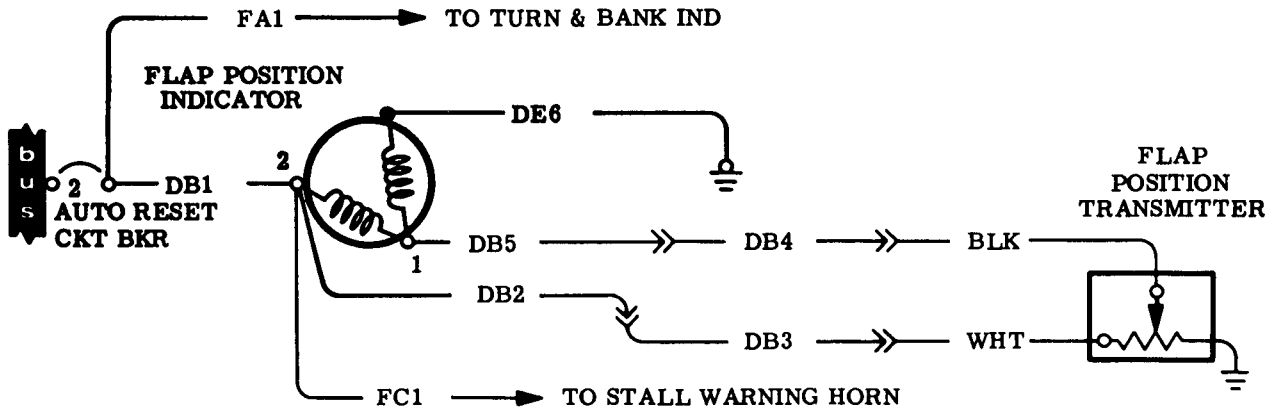 FA1 TO TURN & BANK IND
FLAP POSITION
INDICATOR
DE6
bus
2
DB1
2
AUTO RESET
CKT BKR
FLAP
POSITION
TRANSMITTER
1
DB5
DB4
BLK
DB2
DB3
WHT
FC1 TO STALL WARNING HORN